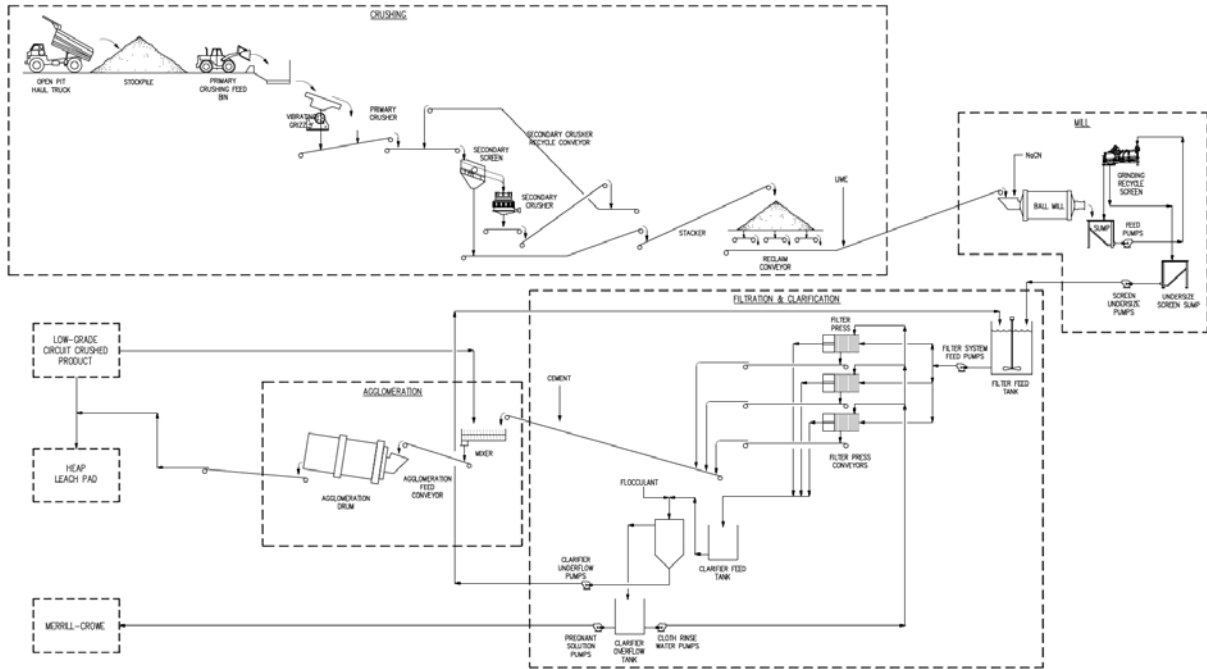 CRUSHING
OPEN PIT
HAUL TRUCK
STOCKPILE
PRIMARY
CRUSHING FEED
BIN
VIBRATING
GRIZZLY
PRIMARY
CRUSHER
SECONDARY
SCREEN
SECONDARY CRUSHER
RECYCLE CONVEYOR
SECONDARY
CRUSHER
STACKER
RECLAIM
CONVEYOR
LIME
MILL
NaCN
BALL MILL
GRINDING
RECYCLE
SCREEN
SUMP
FEED
PUMPS
SCREEN
UNDERSIZE
PUMPS
UNDERSIZE
SCREEN SUMP
FILTRATION & CLARIFICATION
FILTER
PRESS
FILTER SYSTEM
FEED PUMPS
FILTER FEED
TANK
FILTER PRESS
CONVEYORS
CEMENT
LOW-GRADE
CIRCUIT CRUSHED
PRODUCT
AGGLOMERATION
MIXER
AGGLOMERATION
FEED
CONVEYOR
AGGLOMERATION
DRUM
HEAP
LEACH PAD
FLOCCULANT
CLARIFIER FEED
TANK
CLARIFIER
UNDERFLOW
PUMPS
MERRILL-CROWE
PREGNANT
SOLUTION
PUMPS
CLARIFIER
OVERFLOW
TANK
CLOTH RINSE
WATER PUMPS